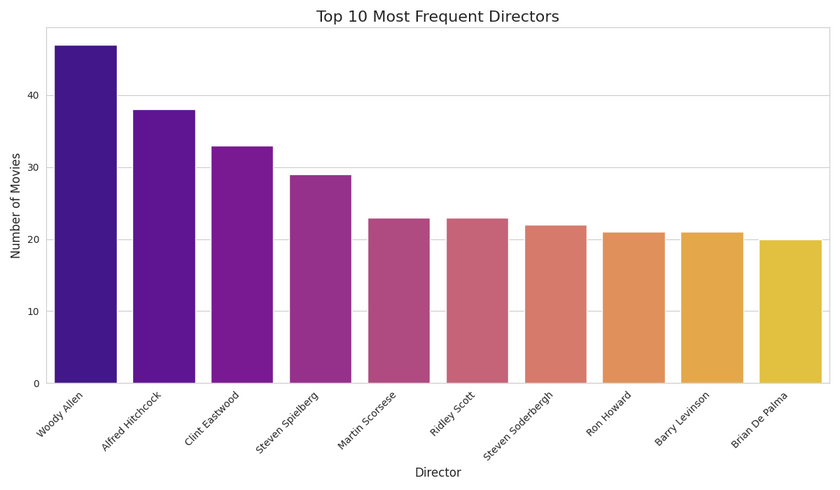 Top 10 Most Frequent Directors
Number of Movies
40
30
20
10
0
Woody Allen
Alfred Hitchcock
Clint Eastwood
Steven Spielberg
Martin Scorsese
Ridley Scott
Steven Soderbergh
Ron Howard
Barry Levinson
Brian De Palma
Director